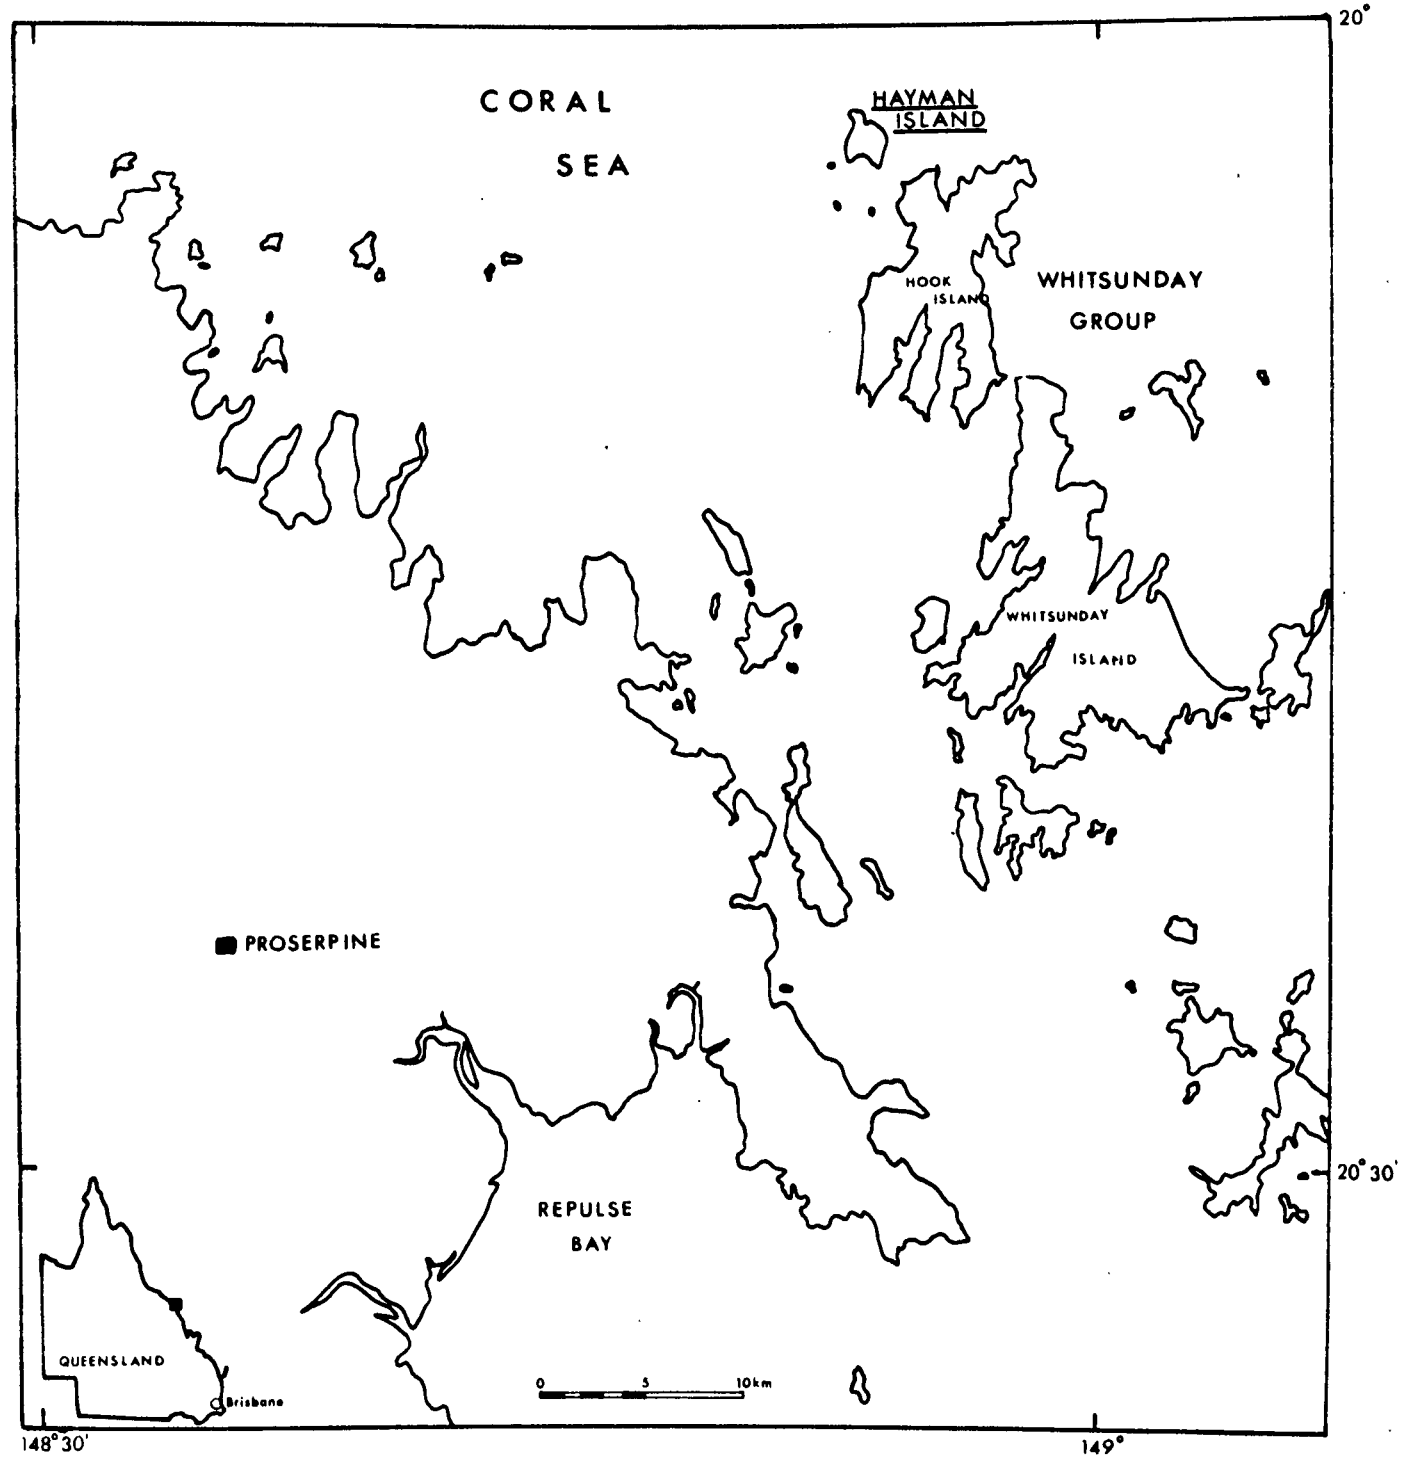 20°
CORAL
SEA
HAYMAN
ISLAND
HOOK
ISLAND
WHITSUNDAY
GROUP
WHITSUNDAY
ISLAND
PROSERPINE
20° 30'
REPULSE
BAY
QUEENSLAND
Brisbane
0 5 10km
148°30'
149°